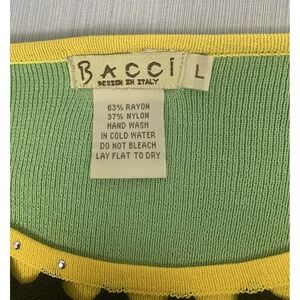 BACCI
DESIGN IN ITALY
L
63% RAYON
37% NYLON
HAND WASH
IN COLD WATER
DO NOT BLEACH
LAY FLAT TO DRY